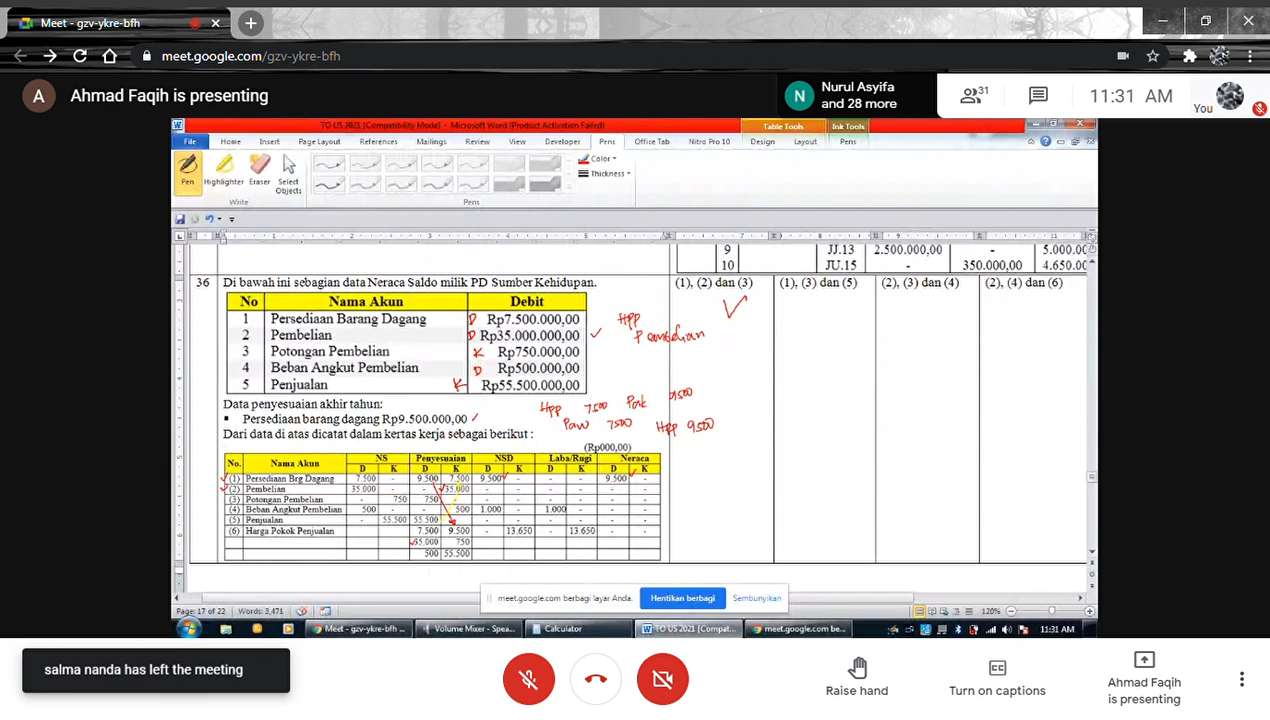 Meet - gzv-ykre-bfh
meet.google.com/gzv-ykre-bfh
A Ahmad Faqih is presenting
N Nurul Asyifa and 28 more
31
11:31 AM
You
TO US 2021 [Compatibility Mode] - Microsoft Word (Product Activation Failed)
Table Tools Ink Tools
File Home Insert Page Layout References Mailings Review View Developer Pens Office Tab Nitro Pro 10 Design Layout Pens
Pen Highlighter Eraser Select Objects
Color
Thickness
Write Pens
9 JJ.13 2.500.000,00 - 5.000.00
10 JU.15 - 350.000,00 4.650.00
36 Di bawah ini sebagian data Neraca Saldo milik PD Sumber Kehidupan.
(1), (2) dan (3) (1), (3) dan (5) (2), (3) dan (4) (2), (4) dan (6)
No Nama Akun Debit
1 Persediaan Barang Dagang D Rp7.500.000,00 Hpp
2 Pembelian D Rp35.000.000,00
3 Potongan Pembelian K Rp750.000,00
4 Beban Angkut Pembelian D Rp500.000,00
5 Penjualan K Rp55.500.000,00
Data penyesuaian akhir tahun:
Hpp 7500 9500
Persediaan barang dagang Rp9.500.000,00
7500 Hpp 9500
Dari data di atas dicatat dalam kertas kerja sebagai berikut :
(Rp000,00)
No. Nama Akun NS Penyesuaian NSD Laba/Rugi Neraca
D K D K D K D K D K
(1) Persediaan Brg Dagang 7.500 - 9.500 7.500 9.500 - - - 9.500 -
(2) Pembelian 35.000 - - 35.000 - - - - - -
(3) Potongan Pembelian - 750 750 - - - - - - -
(4) Beban Angkut Pembelian 500 - - 500 1.000 - 1.000 - - -
(5) Penjualan - 55.500 55.500 - - - - - - -
(6) Harga Pokok Penjualan 7.500 9.500 - 13.650 - 13.650 - -
35.000 750
500 55.500
meet.google.com berbagi layar Anda. Hentikan berbagi Sembunyikan
Page: 17 of 22 Words: 3,471 120%
Meet - gzv-ykre-bfh ... Volume Mixer - Spea... Calculator TO US 2021 [Compat... meet.google.com be... 11:31 AM
salma nanda has left the meeting
Raise hand
Turn on captions
Ahmad Faqih is presenting